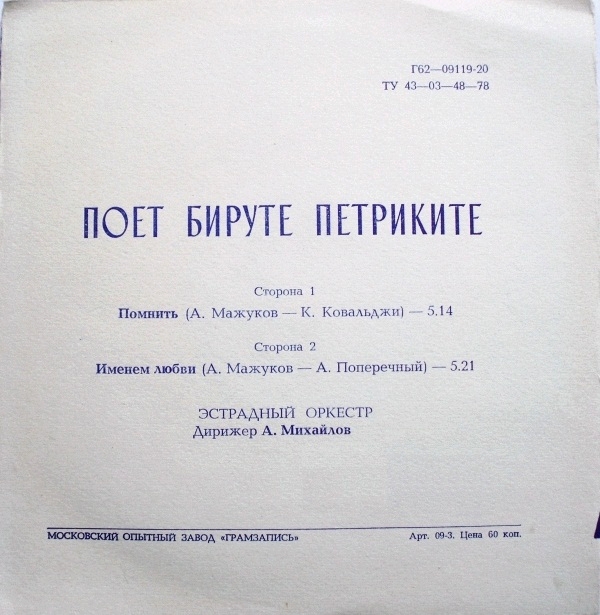 Г62—09119-20
ТУ 43—03—48—78
ПОЕТ БИРУТЕ ПЕТРИКИТЕ
Сторона 1
Помнить (А. Мажуков — К. Ковальджи) — 5.14
Сторона 2
Именем любви (А. Мажуков — А. Поперечный) — 5.21
ЭСТРАДНЫЙ ОРКЕСТР
Дирижер А. Михайлов
МОСКОВСКИЙ ОПЫТНЫЙ ЗАВОД «ГРАМЗАПИСЬ» Арт. 09-3. Цена 60 коп.